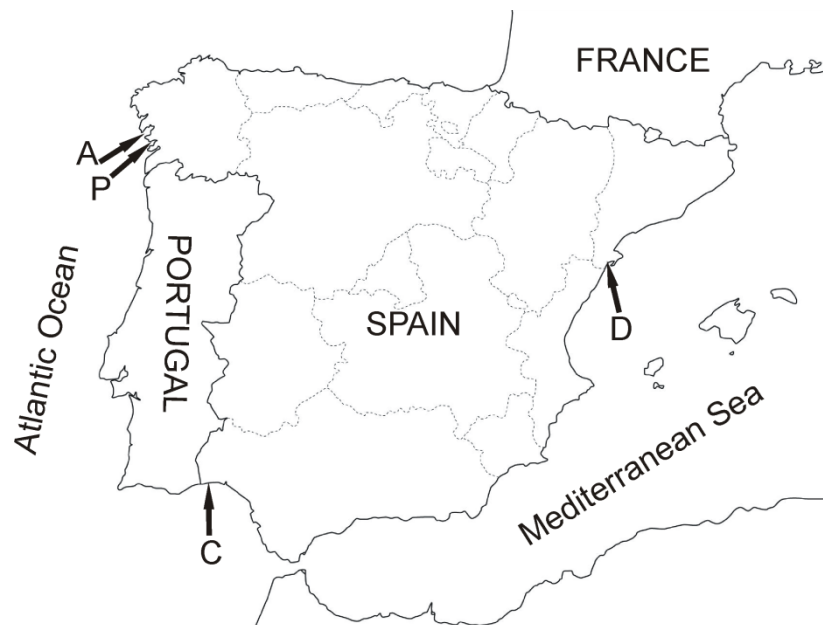 FRANCE
A
P
PORTUGAL
SPAIN
D
Atlantic Ocean
Mediterranean Sea
C